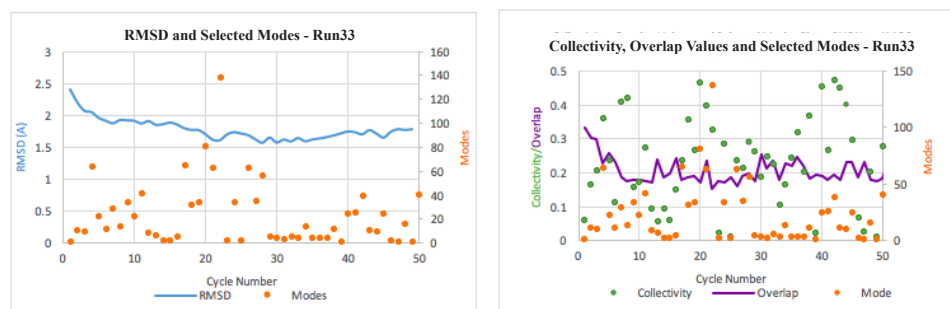 RMSD and Selected Modes - Run33
3 160
2.5 140
120
2 100
1.5 80
1 60
40
0.5 20
0 0
0 10 20 30 40 50
RMSD (A)
Modes
Cycle Number
RMSD Modes
Collectivity, Overlap Values and Selected Modes - Run33
0.5 150
0.4
0.3 100
0.2 50
0.1
0 0
0 10 20 30 40 50
Collectivity/Overlap
Modes
Cycle Number
Collectivity Overlap Mode